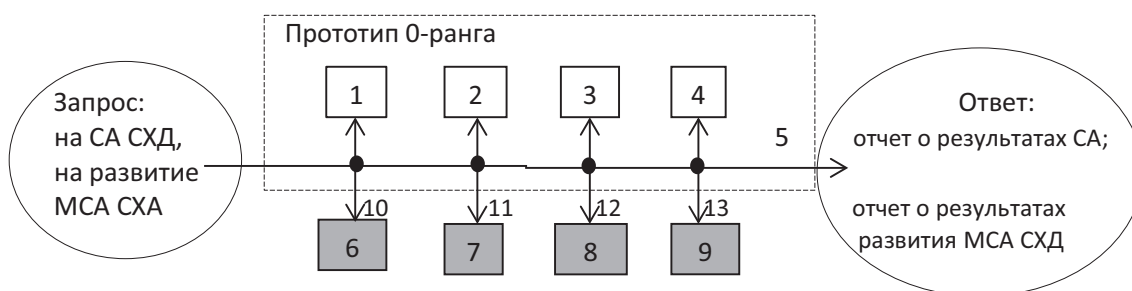 Прототип 0-ранга
Запрос:
на СА СХД,
на развитие
МСА СХА
1
2
3
4
5
Ответ:
отчет о результатах СА;
отчет о результатах
развития МСА СХД
10
11
12
13
6
7
8
9